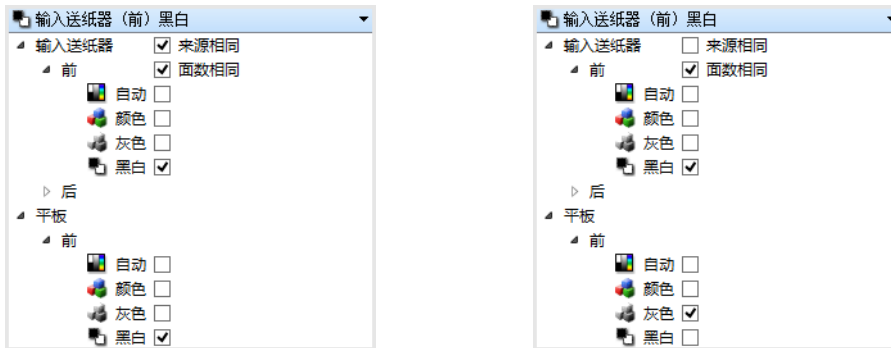 输入送纸器（前）黑白
输入送纸器 来源相同
前 面数相同
自动
颜色
灰色
黑白
后
平板
前
自动
颜色
灰色
黑白
输入送纸器（前）黑白
输入送纸器 来源相同
前 面数相同
自动
颜色
灰色
黑白
后
平板
前
自动
颜色
灰色
黑白